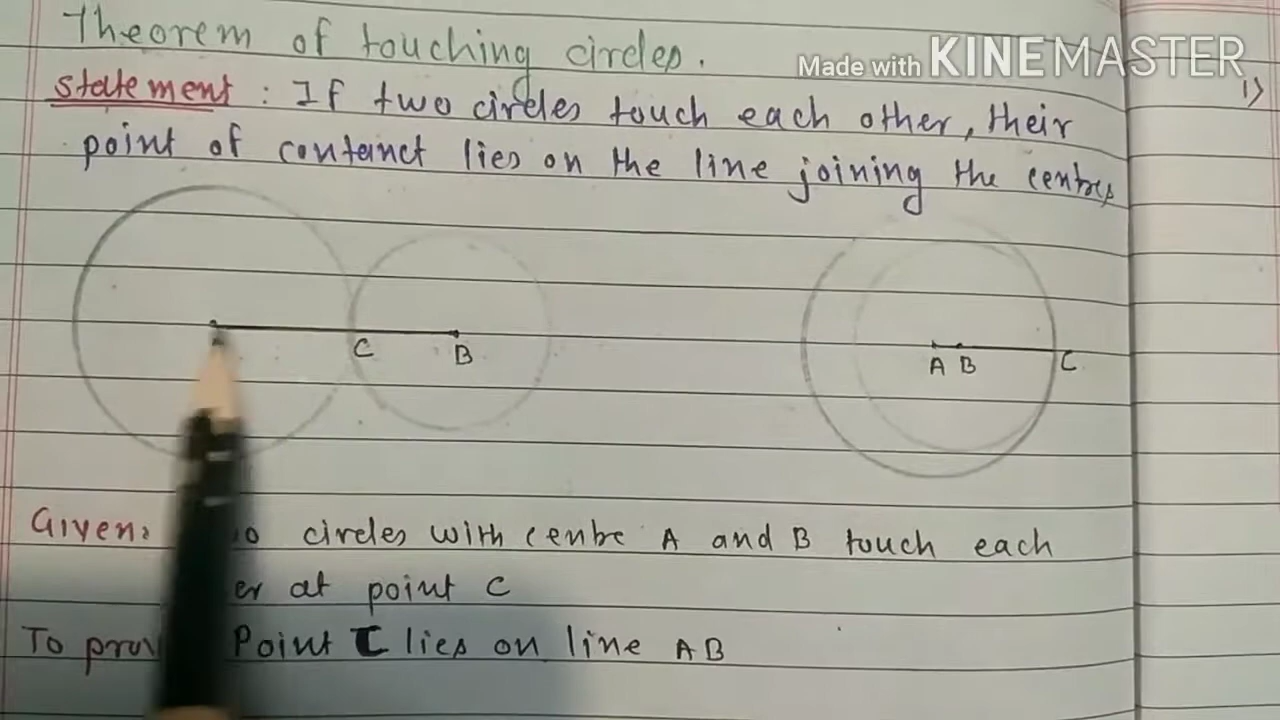 Theorem of touching circles.
Made with KINEMASTER
statement : If two circles touch each other, their
1)
point of contanct lies on the line joining the centres
C
B
A B
C
Given:
circles with centre A and B touch each
er at point C
To prov
Point C lies on line AB